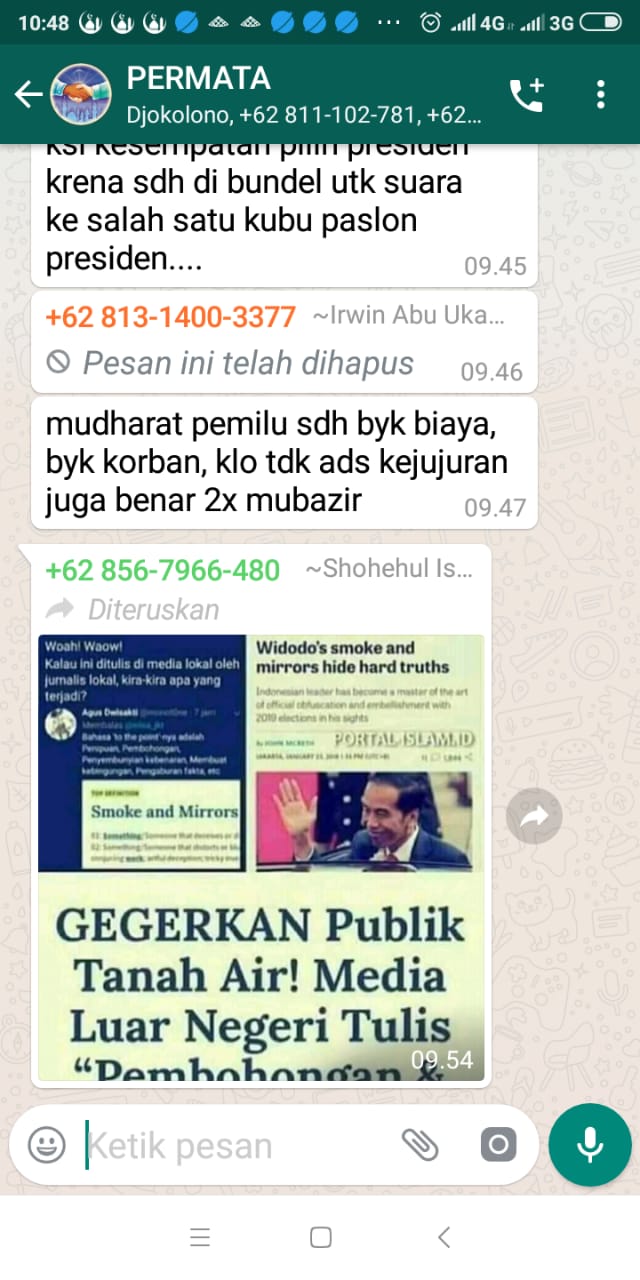 10:48
4G
3G
PERMATA
Djokolono, +62 811-102-781, +62...
ksi kesempatan pilih presiden
krena sdh di bundel utk suara
ke salah satu kubu paslon
presiden....
09.45
+62 813-1400-3377 ~Irwin Abu Uka...
Pesan ini telah dihapus
09.46
mudharat pemilu sdh byk biaya,
byk korban, klo tdk ads kejujuran
juga benar 2x mubazir
09.47
+62 856-7966-480 ~Shohehul Is...
Diteruskan
Woah! Waow!
Kalau ini ditulis di media lokal oleh
jurnalis lokal, kira-kira apa yang
terjadi?
Agus Dwisakti
Bahasa 'to the point'nya adalah
Penipuan, Pembohongan,
Penyembunyian kebenaran, Membuat
kebingungan, Pengaburan fakta, etc
TOP DEFINITION
Smoke and Mirrors
Widodo's smoke and
mirrors hide hard truths
Indonesian leader has become a master of the art
of official obfuscation and embellishment with
2019 elections in his sights
PORTAL-ISLAM.ID
GEGERKAN Publik
Tanah Air! Media
Luar Negeri Tulis
“Pembohongan &
09.54
Ketik pesan